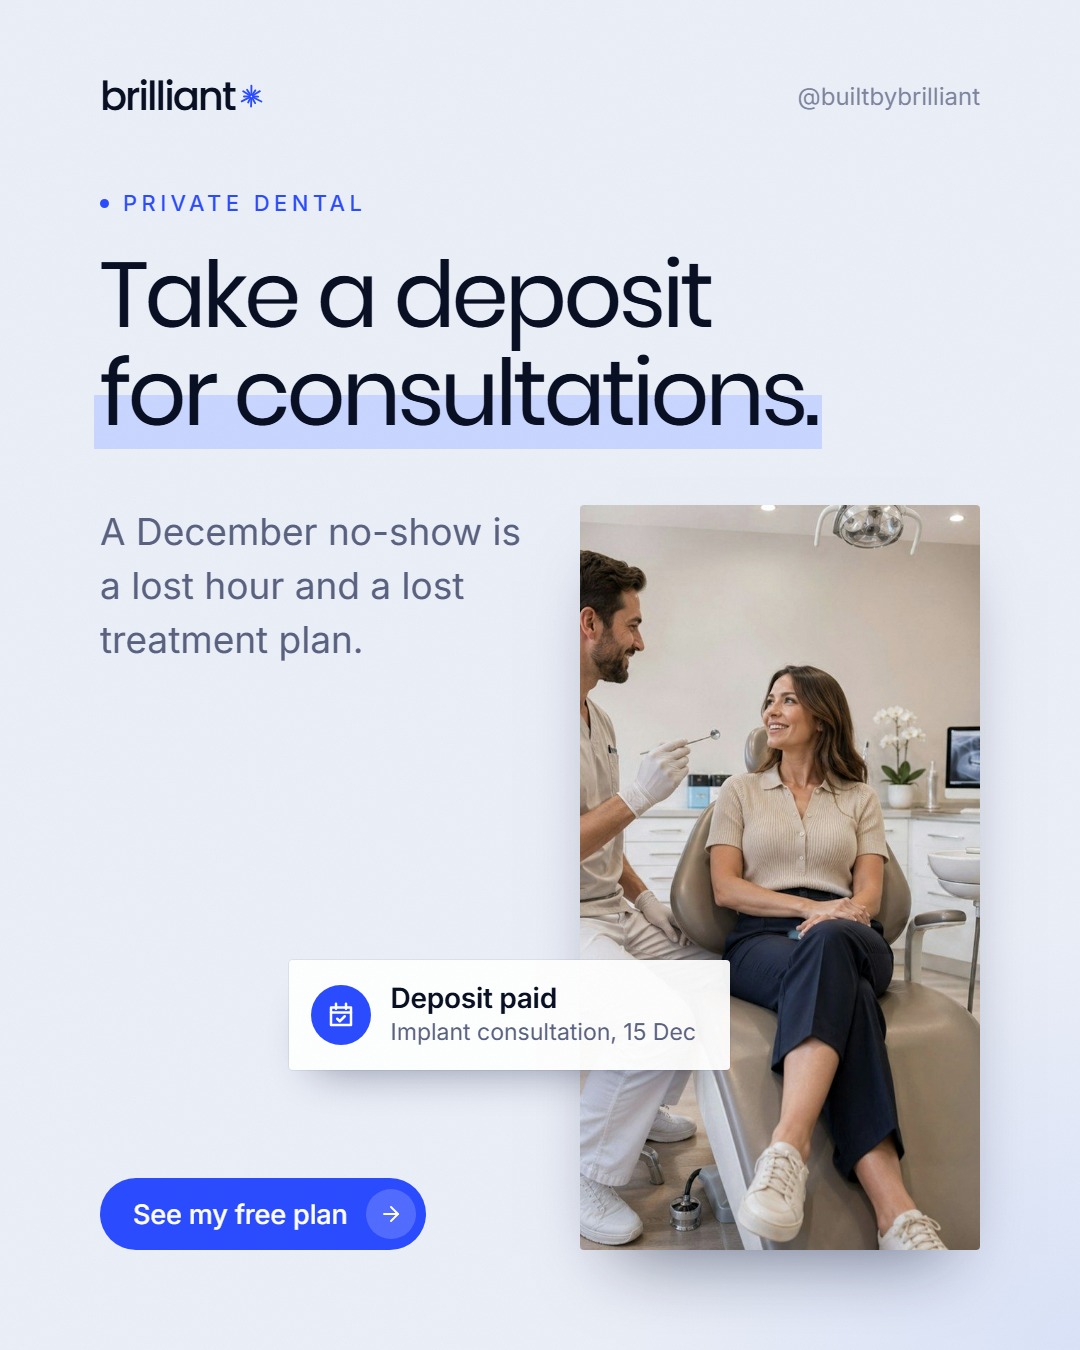 brilliant
@builtbybrilliant
PRIVATE DENTAL
Take a deposit
for consultations.
A December no-show is
a lost hour and a lost
treatment plan.
Deposit paid
Implant consultation, 15 Dec
See my free plan